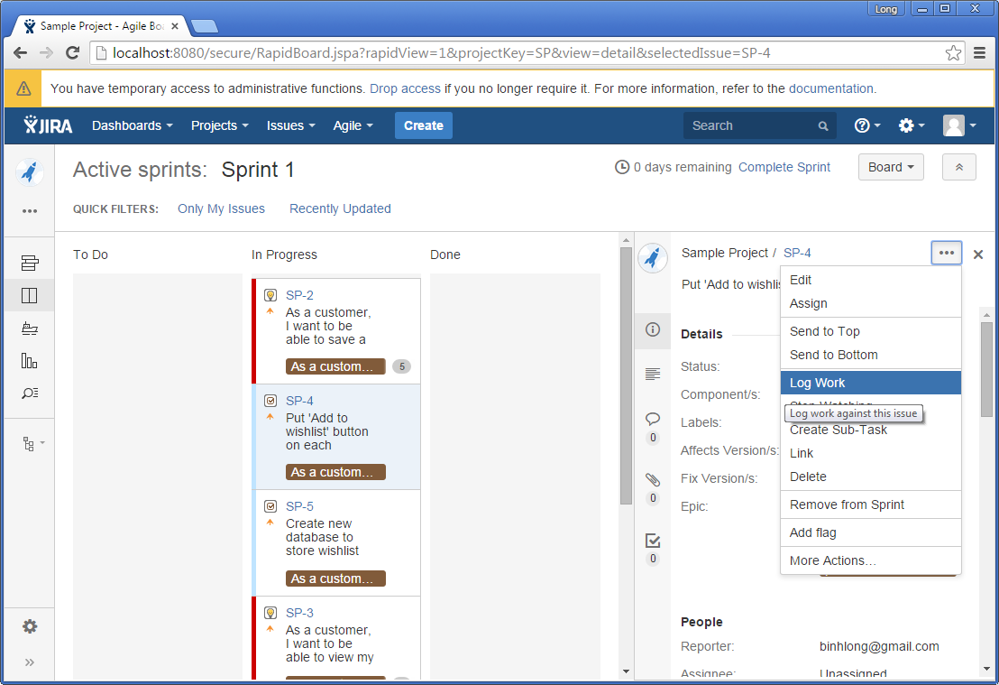 Long
Sample Project - Agile Bo
localhost:8080/secure/RapidBoard.jspa?rapidView=1&projectKey=SP&view=detail&selectedIssue=SP-4
You have temporary access to administrative functions. Drop access if you no longer require it. For more information, refer to the documentation.
JIRA Dashboards Projects Issues Agile Create Search
Active sprints: Sprint 1
0 days remaining Complete Sprint Board
QUICK FILTERS: Only My Issues Recently Updated
To Do
In Progress
Done
SP-2
As a customer,
I want to be
able to save a
As a custom... 5
SP-4
Put 'Add to
wishlist' button
on each
As a custom...
SP-5
Create new
database to
store wishlist
As a custom...
SP-3
As a customer,
I want to be
able to view my
Sample Project / SP-4
Put 'Add to wishlis
Details
Status:
Component/s:
Labels:
Affects Version/s:
Fix Version/s:
Epic:
0
0
0
Edit
Assign
Send to Top
Send to Bottom
Log Work
Stop Watching
Log work against this issue
Create Sub-Task
Link
Delete
Remove from Sprint
Add flag
More Actions...
People
Reporter: binhlong@gmail.com
Assignee: Unassigned